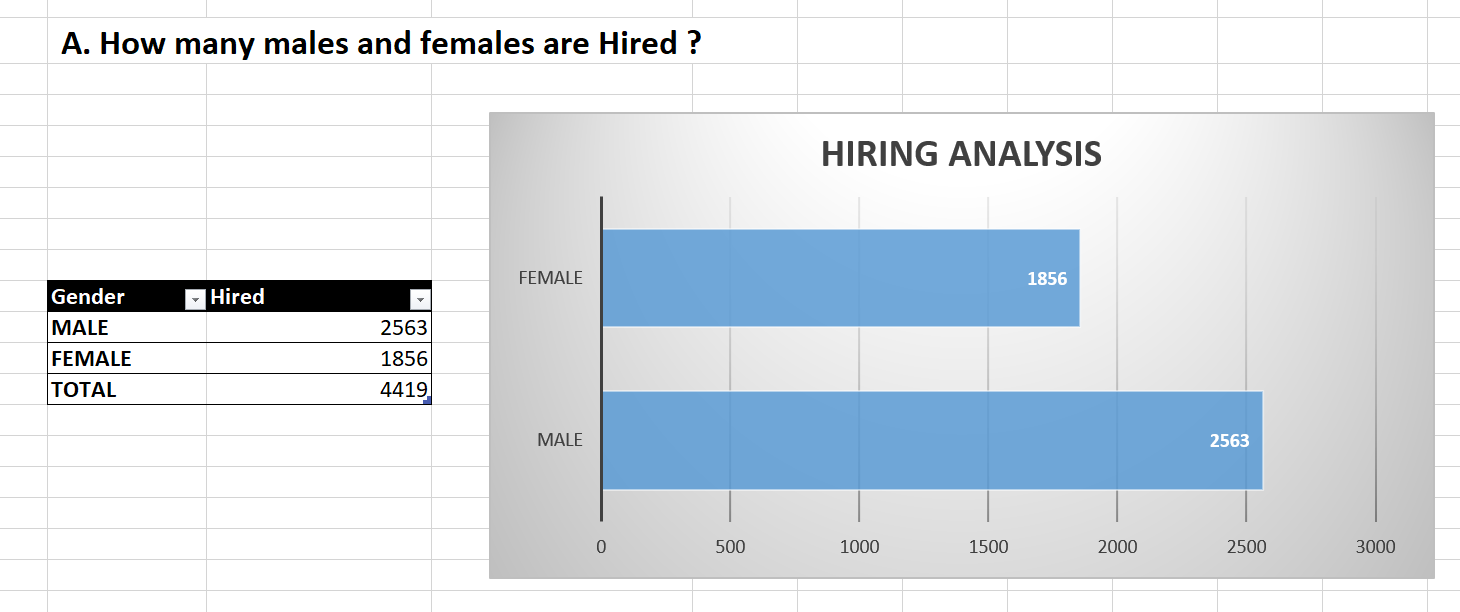 A. How many males and females are Hired ?
Gender Hired
MALE 2563
FEMALE 1856
TOTAL 4419
HIRING ANALYSIS
FEMALE 1856
MALE 2563
0 500 1000 1500 2000 2500 3000